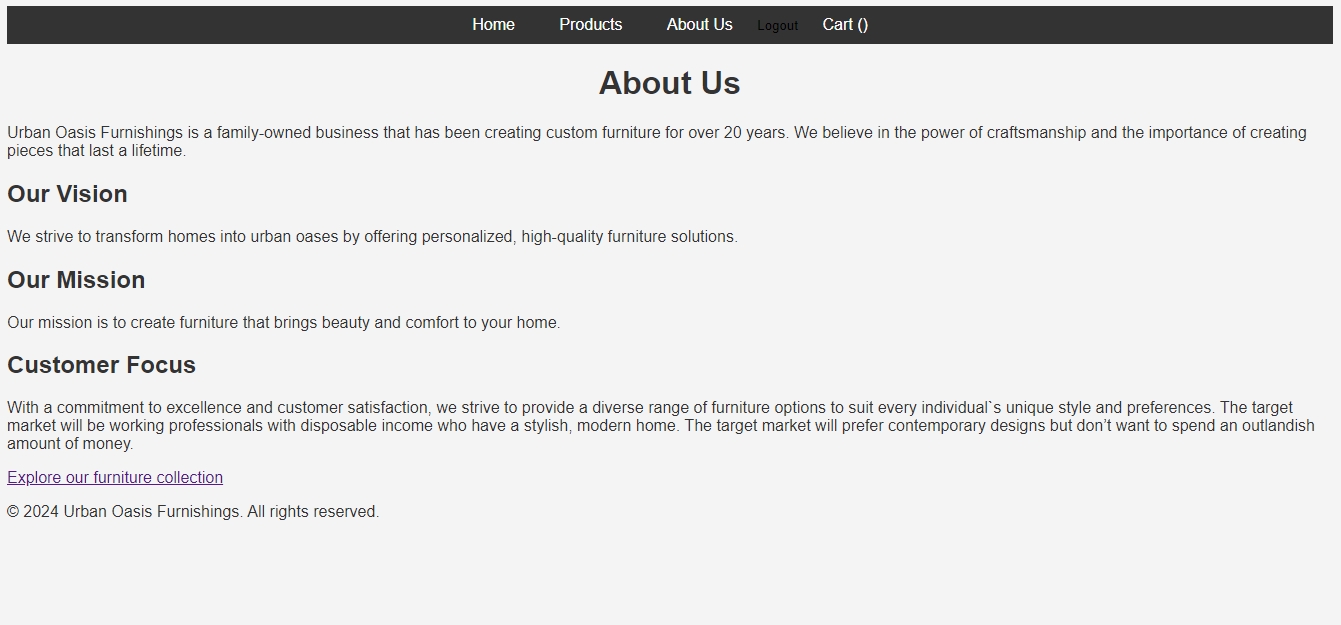 Home Products About Us Logout Cart ()
About Us
Urban Oasis Furnishings is a family-owned business that has been creating custom furniture for over 20 years. We believe in the power of craftsmanship and the importance of creating
pieces that last a lifetime.
Our Vision
We strive to transform homes into urban oases by offering personalized, high-quality furniture solutions.
Our Mission
Our mission is to create furniture that brings beauty and comfort to your home.
Customer Focus
With a commitment to excellence and customer satisfaction, we strive to provide a diverse range of furniture options to suit every individual`s unique style and preferences. The target
market will be working professionals with disposable income who have a stylish, modern home. The target market will prefer contemporary designs but don’t want to spend an outlandish
amount of money.
Explore our furniture collection
© 2024 Urban Oasis Furnishings. All rights reserved.